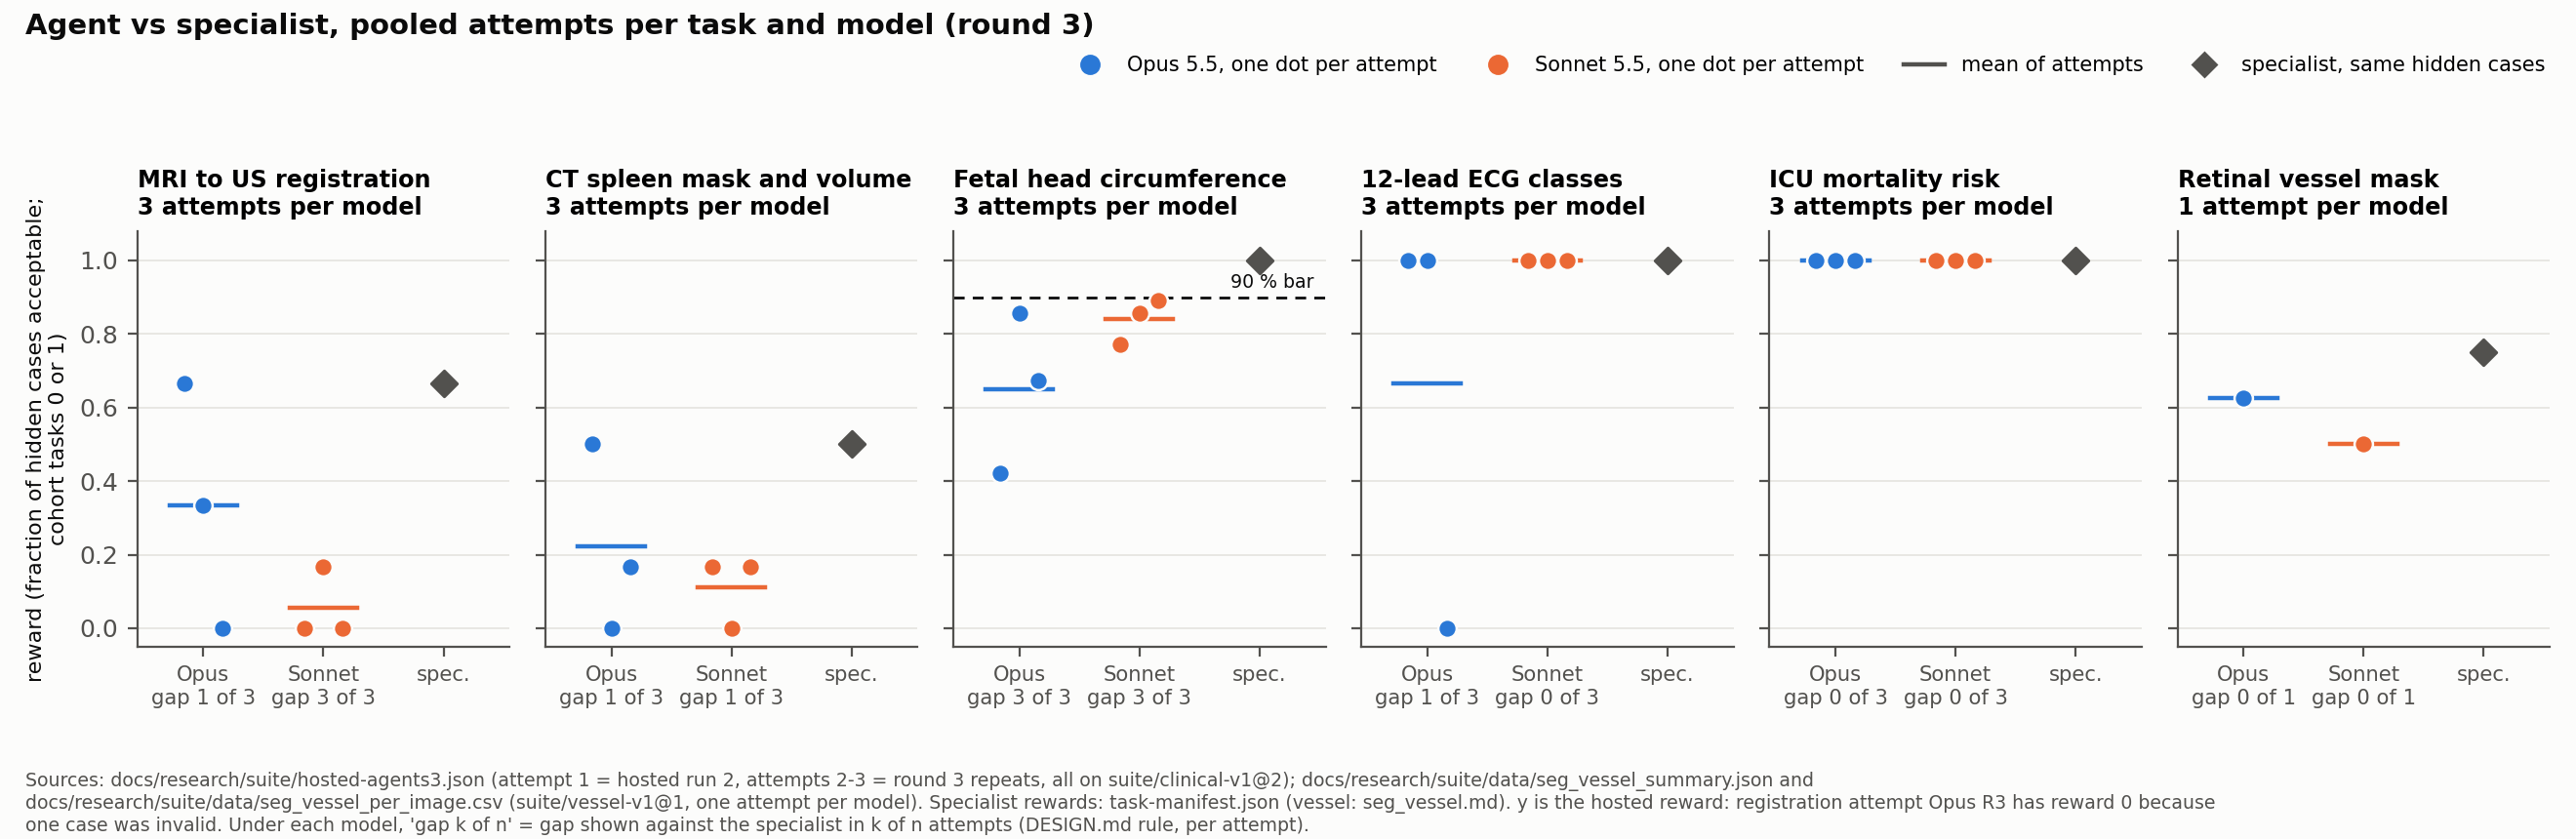 Agent vs specialist, pooled attempts per task and model (round 3)
Opus 5.5, one dot per attempt
Sonnet 5.5, one dot per attempt
mean of attempts
specialist, same hidden cases
reward (fraction of hidden cases acceptable;
cohort tasks 0 or 1)
MRI to US registration
3 attempts per model
CT spleen mask and volume
3 attempts per model
Fetal head circumference
3 attempts per model
12-lead ECG classes
3 attempts per model
ICU mortality risk
3 attempts per model
Retinal vessel mask
1 attempt per model
1.0
0.8
0.6
0.4
0.2
0.0
90 % bar
Opus
gap 1 of 3
Sonnet
gap 3 of 3
spec.
Opus
gap 1 of 3
Sonnet
gap 1 of 3
spec.
Opus
gap 3 of 3
Sonnet
gap 3 of 3
spec.
Opus
gap 1 of 3
Sonnet
gap 0 of 3
spec.
Opus
gap 0 of 3
Sonnet
gap 0 of 3
spec.
Opus
gap 0 of 1
Sonnet
gap 0 of 1
spec.
Sources: docs/research/suite/hosted-agents3.json (attempt 1 = hosted run 2, attempts 2-3 = round 3 repeats, all on suite/clinical-v1@2); docs/research/suite/data/seg_vessel_summary.json and
docs/research/suite/data/seg_vessel_per_image.csv (suite/vessel-v1@1, one attempt per model). Specialist rewards: task-manifest.json (vessel: seg_vessel.md). y is the hosted reward: registration attempt Opus R3 has reward 0 because
one case was invalid. Under each model, 'gap k of n' = gap shown against the specialist in k of n attempts (DESIGN.md rule, per attempt).